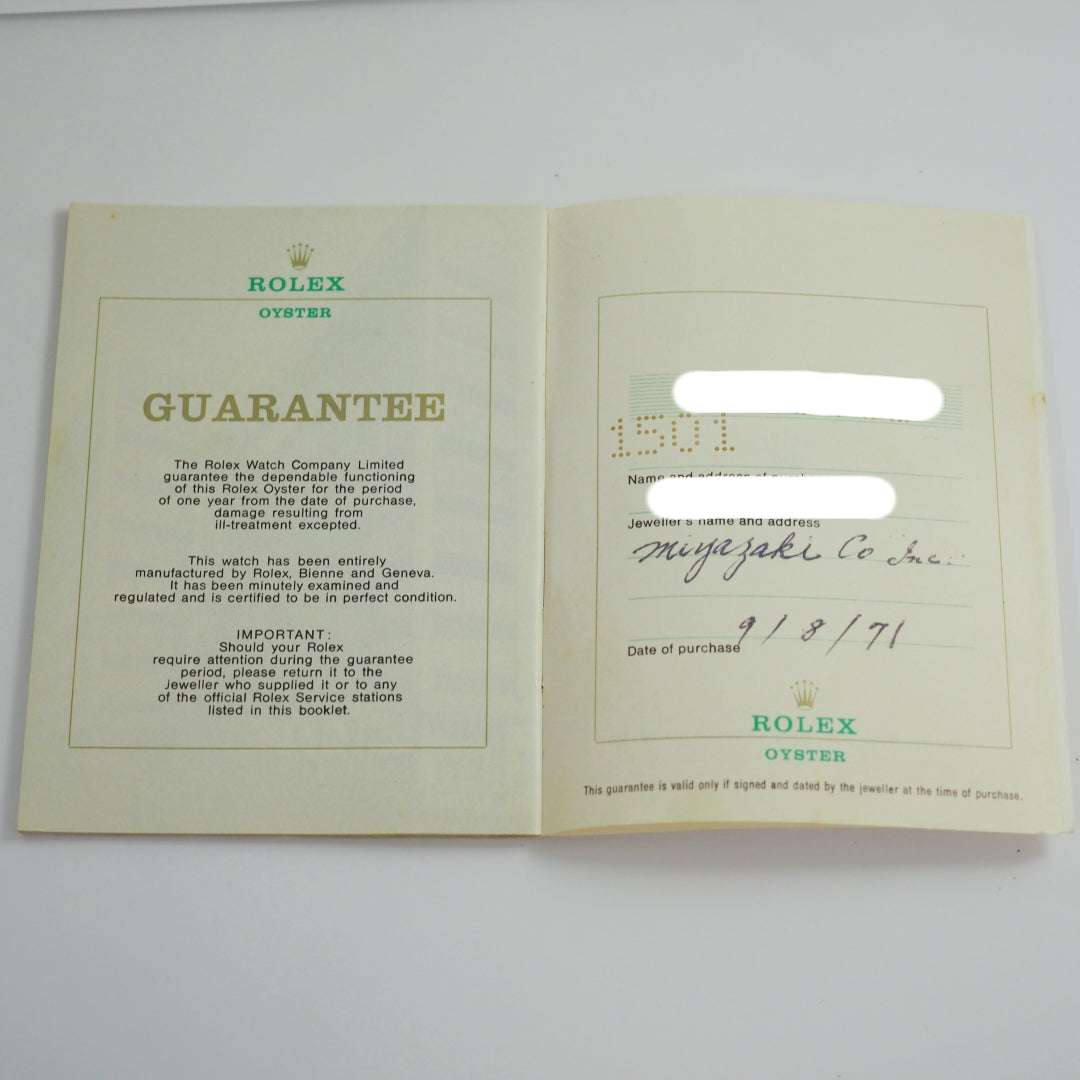 ROLEX
OYSTER
GUARANTEE
The Rolex Watch Company Limited
guarantee the dependable functioning
of this Rolex Oyster for the period
of one year from the date of purchase,
damage resulting from
ill-treatment excepted.
This watch has been entirely
manufactured by Rolex, Bienne and Geneva.
It has been minutely examined and
regulated and is certified to be in perfect condition.
IMPORTANT:
Should your Rolex
require attention during the guarantee
period, please return it to the
jeweller who supplied it or to any
of the official Rolex Service stations
listed in this booklet.
1501
Name and address of
Jeweller's name and address
Miyazaki Co Inc.
Date of purchase 9/8/71
ROLEX
OYSTER
This guarantee is valid only if signed and dated by the jeweller at the time of purchase.